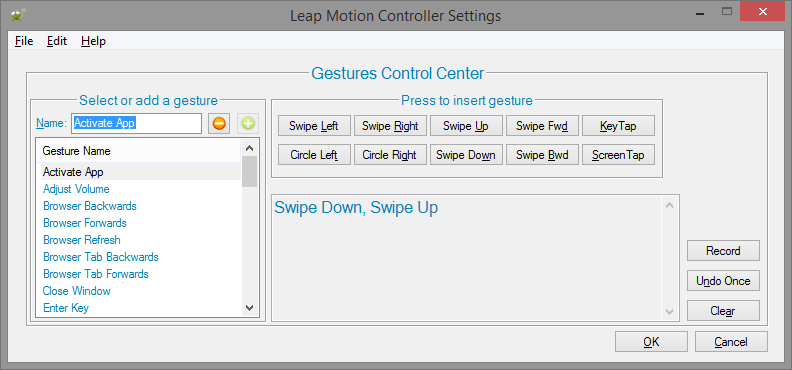 Leap Motion Controller Settings
File Edit Help
Gestures Control Center
Select or add a gesture
Name: Activate App
Gesture Name
Activate App
Adjust Volume
Browser Backwards
Browser Forwards
Browser Refresh
Browser Tab Backwards
Browser Tab Forwards
Close Window
Enter Key
Press to insert gesture
Swipe Left Swipe Right Swipe Up Swipe Fwd KeyTap
Circle Left Circle Right Swipe Down Swipe Bwd ScreenTap
Swipe Down, Swipe Up
Record
Undo Once
Clear
OK Cancel